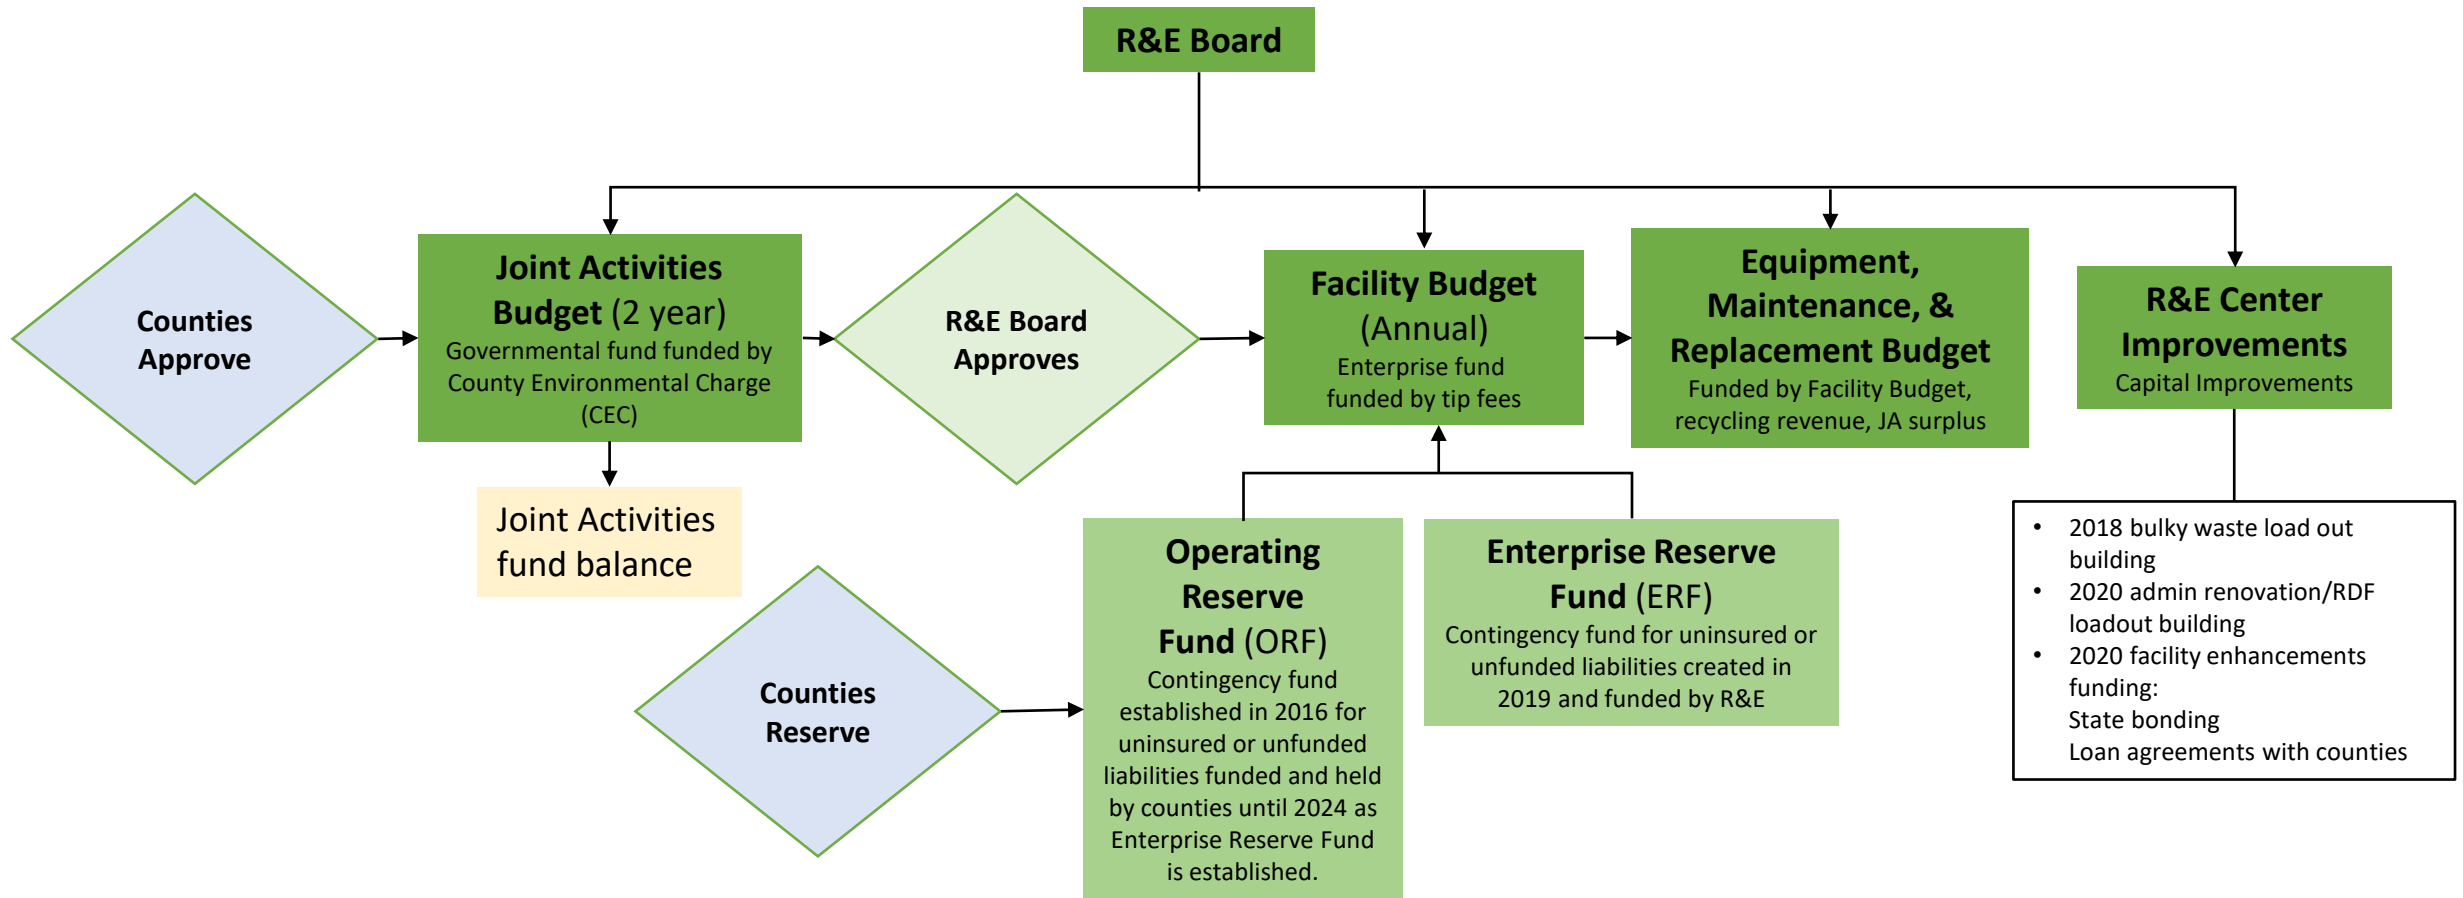 R&E Board
Counties
Approve
Joint Activities
Budget (2 year)
Governmental fund funded by
County Environmental Charge
(CEC)
Joint Activities
fund balance
R&E Board
Approves
Facility Budget
(Annual)
Enterprise fund
funded by tip fees
Equipment,
Maintenance, &
Replacement Budget
Funded by Facility Budget,
recycling revenue, JA surplus
R&E Center
Improvements
Capital Improvements
Counties
Reserve
Operating
Reserve
Fund (ORF)
Contingency fund
established in 2016 for
uninsured or unfunded
liabilities funded and held
by counties until 2024 as
Enterprise Reserve Fund
is established.
Enterprise Reserve
Fund (ERF)
Contingency fund for uninsured or
unfunded liabilities created in
2019 and funded by R&E
• 2018 bulky waste load out
building
• 2020 admin renovation/RDF
loadout building
• 2020 facility enhancements
funding:
State bonding
Loan agreements with counties